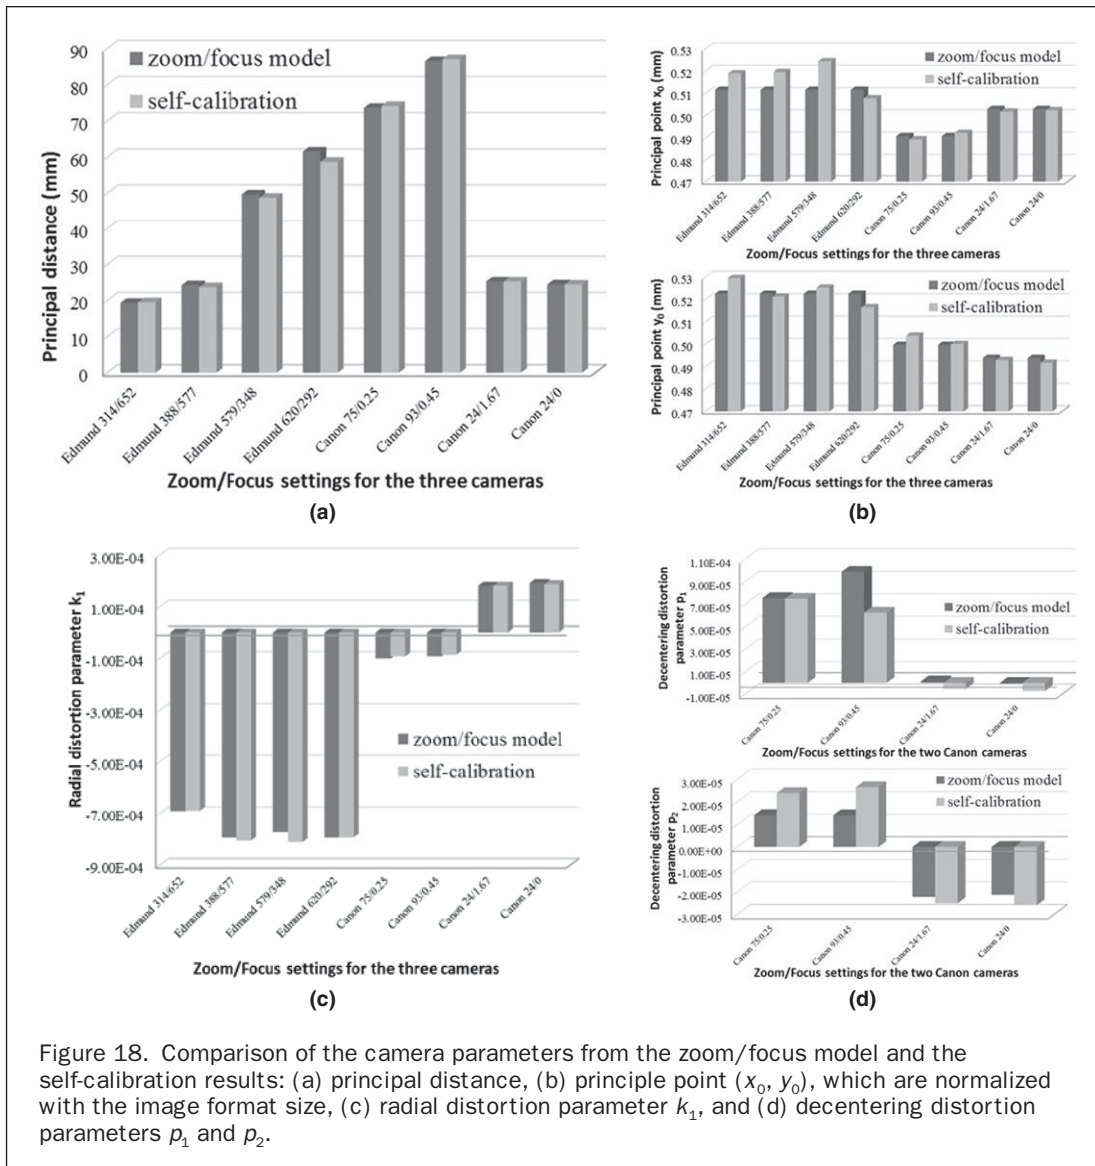 90
80
70
60
50
40
30
20
10
0
Principal distance (mm)
zoom/focus model
self-calibration
Edmund 314/652
Edmund 388/577
Edmund 579/348
Edmund 620/292
Canon 75/0.25
Canon 93/0.45
Canon 24/1.67
Canon 24/0
Zoom/Focus settings for the three cameras
(a)
0.53
0.52
0.51
0.50
0.49
0.48
0.47
Principal point x₀ (mm)
zoom/focus model
self-calibration
Edmund 314/652
Edmund 388/577
Edmund 579/348
Edmund 620/292
Canon 75/0.25
Canon 93/0.45
Canon 24/1.67
Canon 24/0
Zoom/Focus settings for the three cameras
0.53
0.52
0.51
0.50
0.49
0.48
0.47
Principal point y₀ (mm)
zoom/focus model
self-calibration
Edmund 314/652
Edmund 388/577
Edmund 579/348
Edmund 620/292
Canon 75/0.25
Canon 93/0.45
Canon 24/1.67
Canon 24/0
Zoom/Focus settings for the three cameras
(b)
3.00E-04
1.00E-04
-1.00E-04
-3.00E-04
-5.00E-04
-7.00E-04
-9.00E-04
Radial distortion parameter k₁
zoom/focus model
self-calibration
Edmund 314/652
Edmund 388/577
Edmund 579/348
Edmund 620/292
Canon 75/0.25
Canon 93/0.45
Canon 24/1.67
Canon 24/0
Zoom/Focus settings for the three cameras
(c)
1.10E-04
9.00E-05
7.00E-05
5.00E-05
3.00E-05
1.00E-05
-1.00E-05
Decentering distortion
parameter p₁
zoom/focus model
self-calibration
Canon 75/0.25
Canon 93/0.45
Canon 24/1.67
Canon 24/0
Zoom/Focus settings for the two Canon cameras
3.00E-05
2.00E-05
1.00E-05
0.00E+00
-1.00E-05
-2.00E-05
-3.00E-05
Decentering distortion
parameter p₂
zoom/focus model
self-calibration
Canon 75/0.25
Canon 93/0.45
Canon 24/1.67
Canon 24/0
Zoom/Focus settings for the two Canon cameras
(d)
Figure 18. Comparison of the camera parameters from the zoom/focus model and the
self-calibration results: (a) principal distance, (b) principle point (x₀, y₀), which are normalized
with the image format size, (c) radial distortion parameter k₁, and (d) decentering distortion
parameters p₁ and p₂.